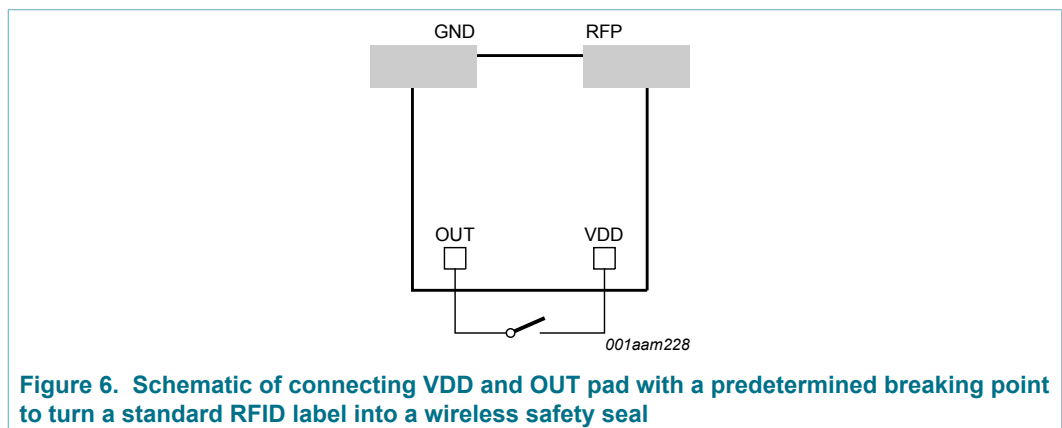 GND RFP
OUT VDD
001aam228
Figure 6. Schematic of connecting VDD and OUT pad with a predetermined breaking point
to turn a standard RFID label into a wireless safety seal